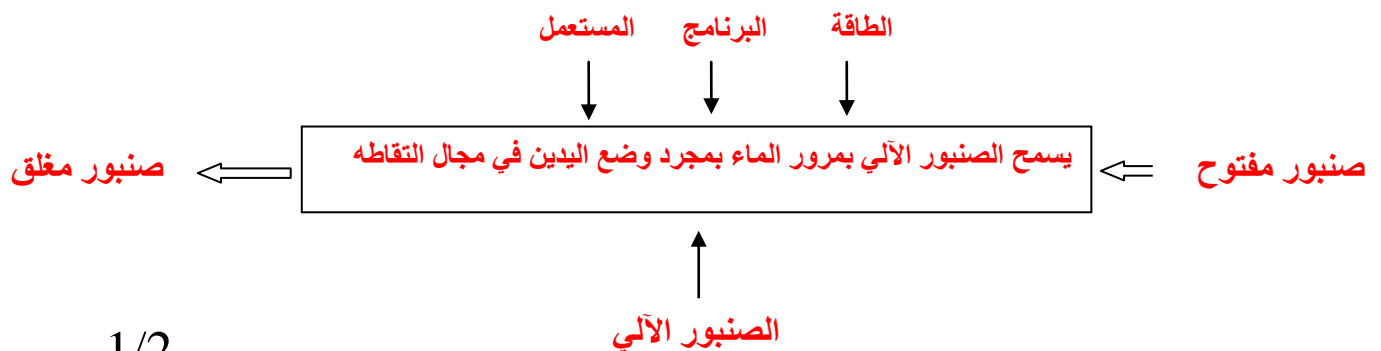 الطاقة
البرنامج
المستعمل
صنبور مفتوح
يسمح الصنبور الآلي بمرور الماء بمجرد وضع اليدين في مجال التقاطه
صنبور مغلق
الصنبور الآلي
1/2